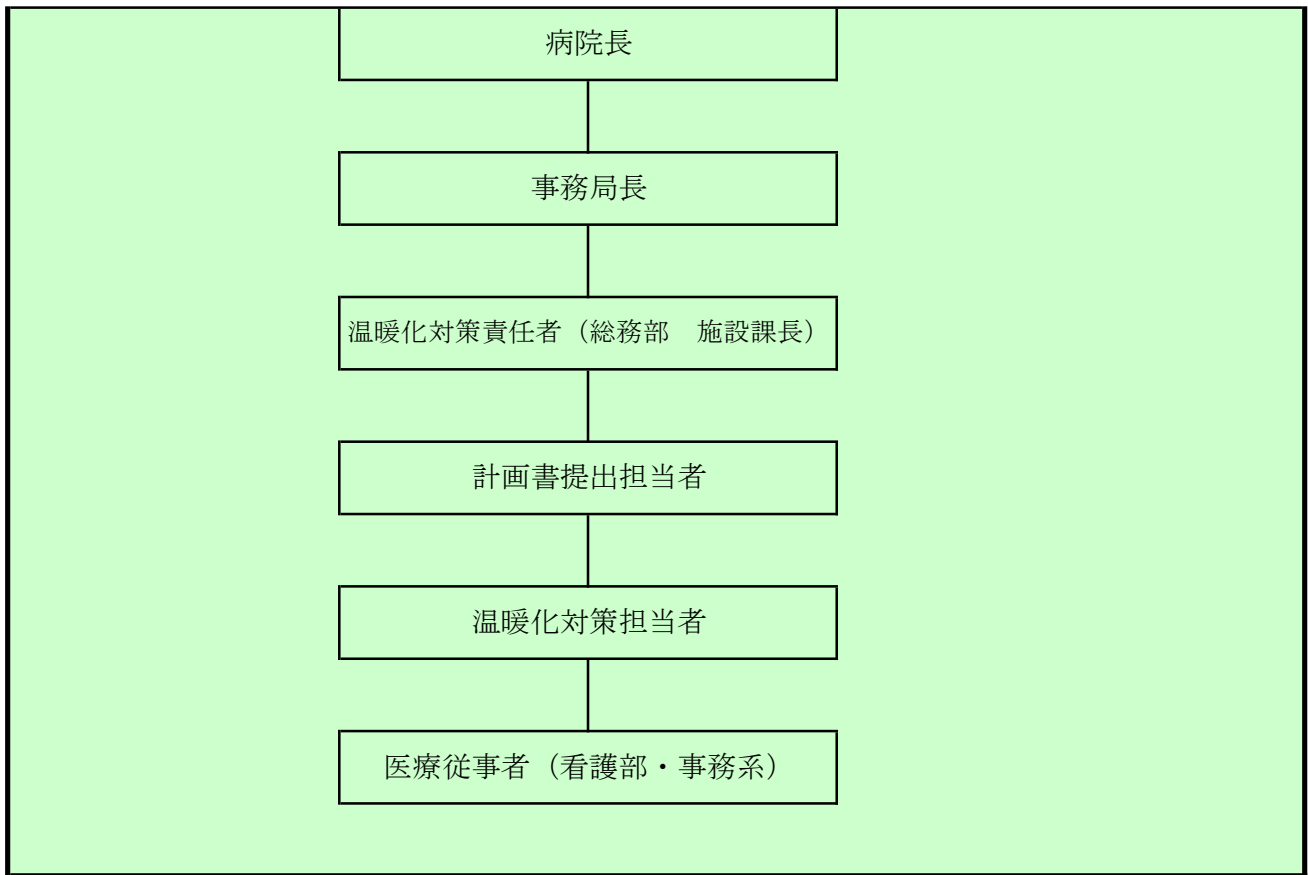 病院長
事務局長
温暖化対策責任者（総務部　施設課長）
計画書提出担当者
温暖化対策担当者
医療従事者（看護部・事務系）